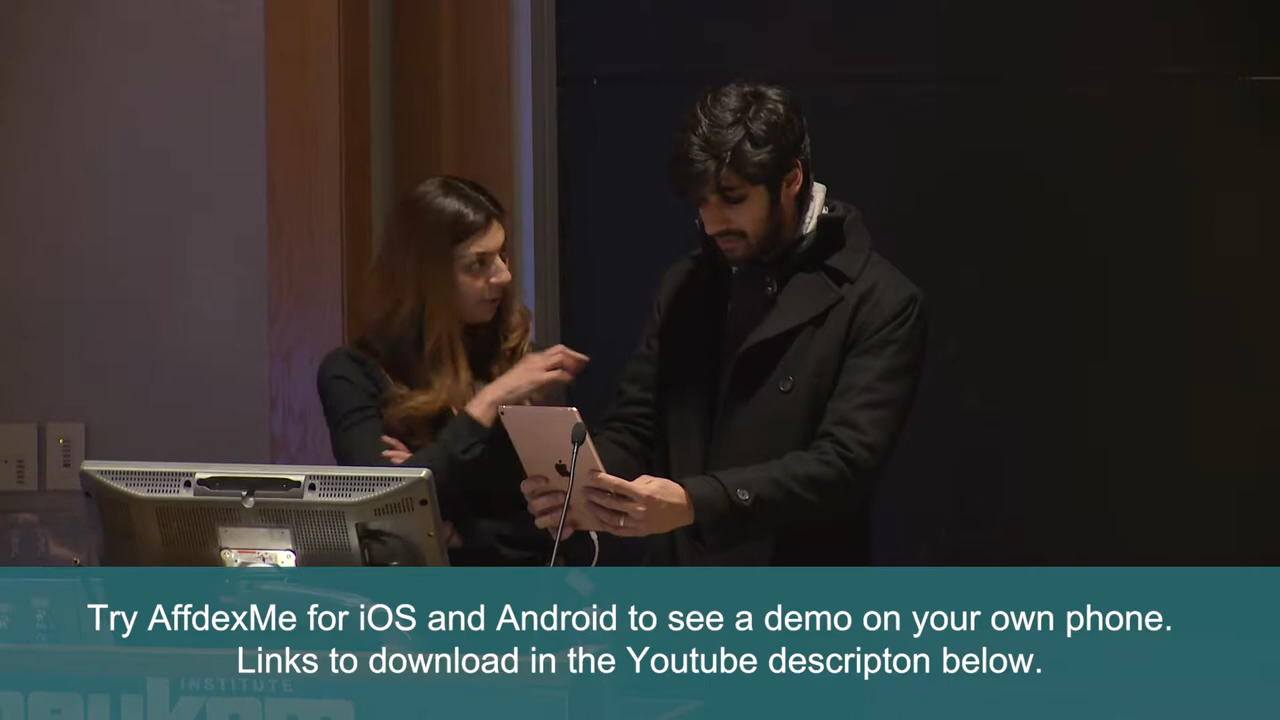 Try AffdexMe for iOS and Android to see a demo on your own phone.
Links to download in the Youtube descripton below.
INSTITUTE
neukom